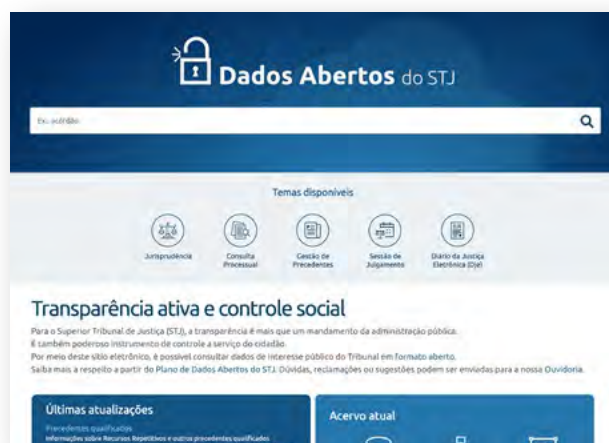 Dados Abertos do STJ
Ex.: acórdão
Temas disponíveis
Jurisprudência
Consulta
Processual
Gestão de
Precedentes
Sessão de
Julgamento
Diário da Justiça
Eletrônica (DJe)
Transparência ativa e controle social
Para o Superior Tribunal de Justiça (STJ), a transparência é mais que um mandamento da administração pública.
É também poderoso instrumento de controle a serviço do cidadão.
Por meio deste sítio eletrônico, é possível consultar dados de interesse público do Tribunal em formato aberto.
Saiba mais a respeito a partir do Plano de Dados Abertos do STJ. Dúvidas, reclamações ou sugestões podem ser enviadas para a nossa Ouvidoria.
Últimas atualizações
Precedentes qualificados
Informações sobre Recursos Repetitivos e outros precedentes qualificados
Acervo atual